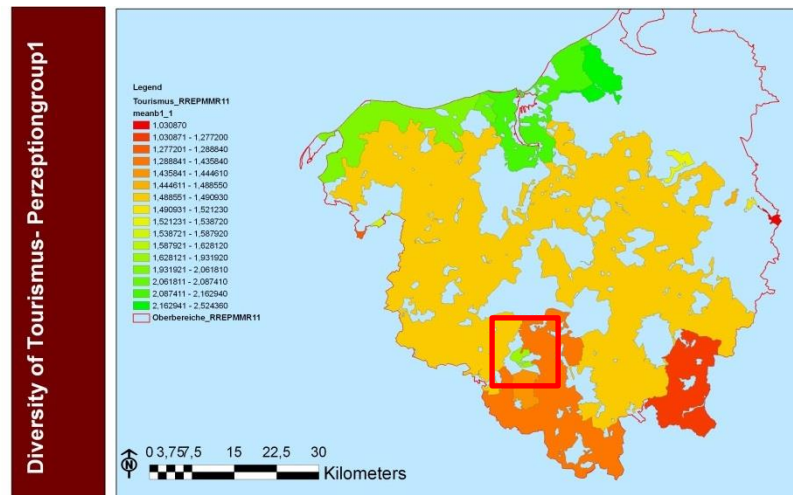 Diversity of Tourismus- Perzeptiongroup1
Legend
Tourismus_RREPMMR11
meanb1_1
1,030870
1,030871 - 1,277200
1,277201 - 1,288840
1,288841 - 1,435840
1,435841 - 1,444610
1,444611 - 1,488550
1,488551 - 1,490930
1,490931 - 1,521230
1,521231 - 1,538720
1,538721 - 1,587920
1,587921 - 1,628120
1,628121 - 1,931920
1,931921 - 2,061810
2,061811 - 2,087410
2,087411 - 2,162940
2,162941 - 2,524360
Oberbereiche_RREPMMR11
N
0 3,75 7,5 15 22,5 30
Kilometers